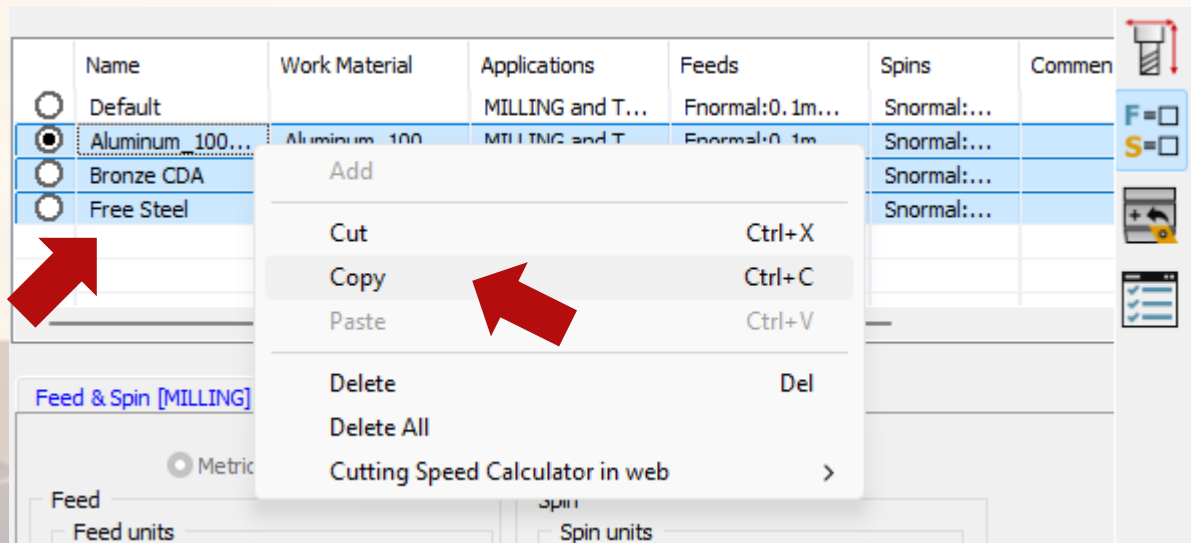 Name Work Material Applications Feeds Spins Commen
Default MILLING and T... Fnormal:0.1m... Snormal:...
Aluminum_100... Aluminum_100 MILLING and T Fnormal:0.1m Snormal:...
Bronze CDA Snormal:...
Free Steel Snormal:...
F=
S=
Add
Cut Ctrl+X
Copy Ctrl+C
Paste Ctrl+V
Delete Del
Delete All
Cutting Speed Calculator in web
Feed & Spin [MILLING]
Metric
Feed Spin
Feed units Spin units